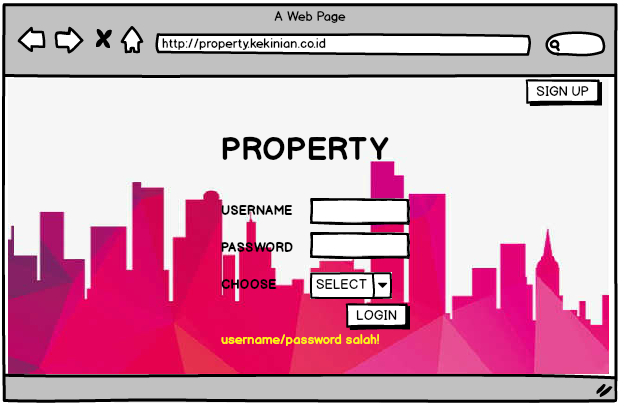 A Web Page
http://property.kekinian.co.id
SIGN UP
PROPERTY
USERNAME
PASSWORD
CHOOSE SELECT
LOGIN
username/password salah!